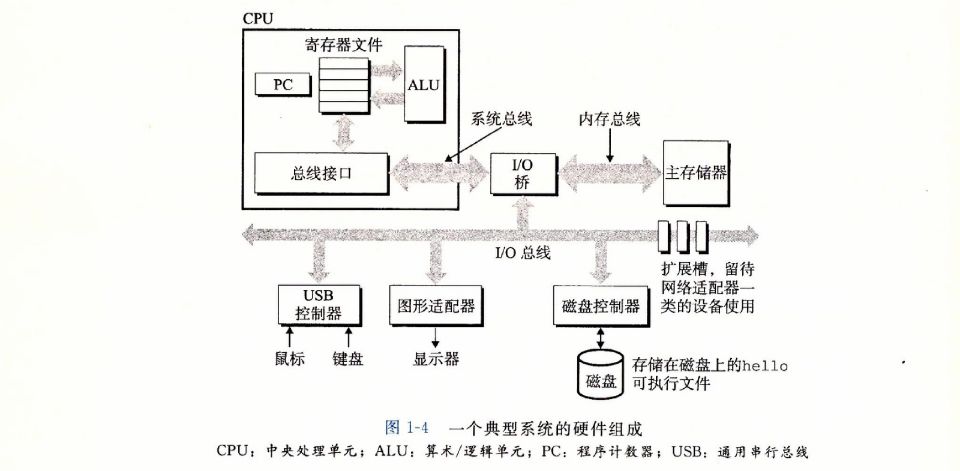 CPU
寄存器文件
PC
ALU
系统总线
内存总线
总线接口
I/O
桥
主存储器
I/O 总线
扩展槽，留待
网络适配器一
类的设备使用
USB
控制器
图形适配器
磁盘控制器
鼠标
键盘
显示器
磁盘
存储在磁盘上的hello
可执行文件
图 1-4 一个典型系统的硬件组成
CPU：中央处理单元；ALU：算术/逻辑单元；PC：程序计数器；USB：通用串行总线